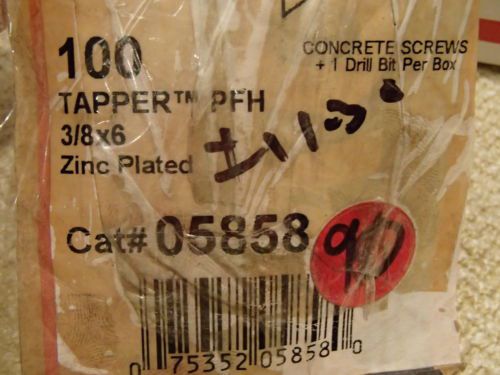 100
CONCRETE SCREWS
+ 1 Drill Bit Per Box
TAPPER™ PFH
3/8x6
Zinc Plated
Cat# 05858
90
0 75352 05858 0